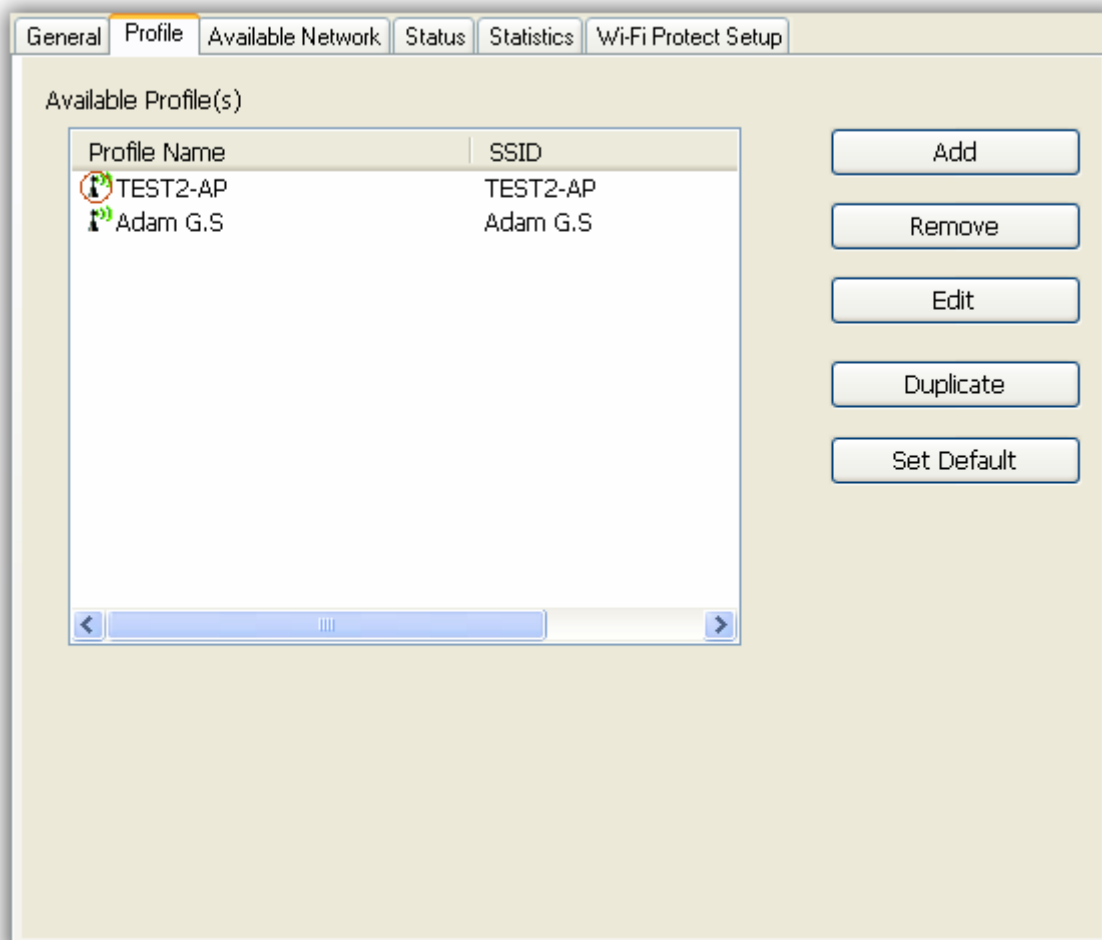 General Profile Available Network Status Statistics Wi-Fi Protect Setup
Available Profile(s)
Profile Name SSID
TEST2-AP TEST2-AP
Adam G.S Adam G.S
Add
Remove
Edit
Duplicate
Set Default